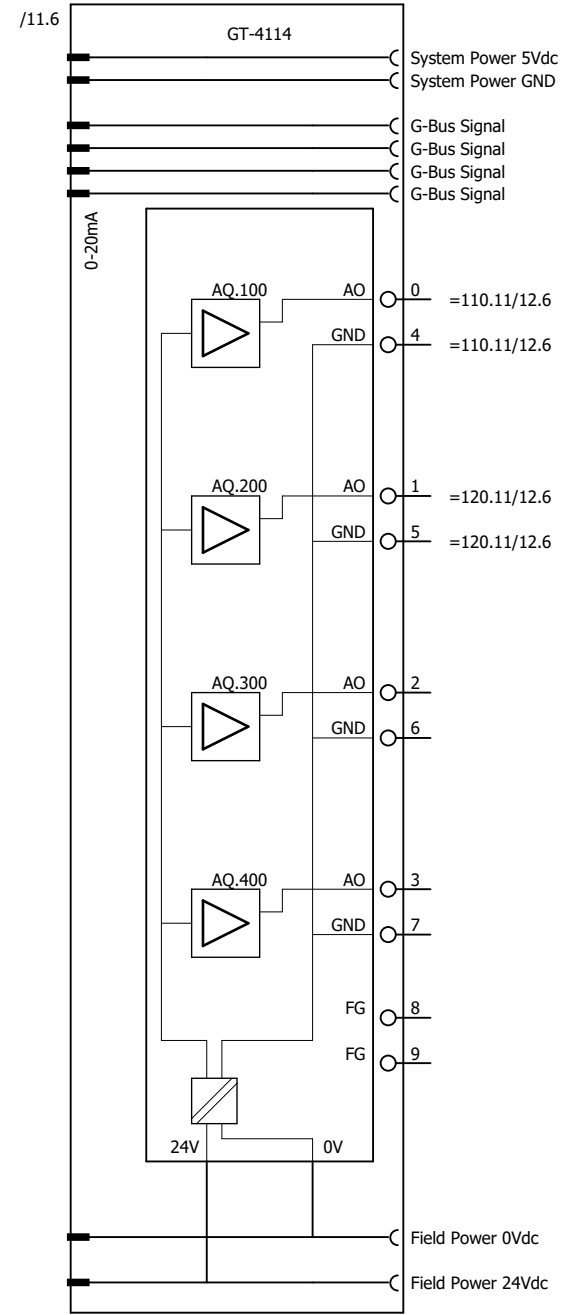 /11.6
GT-4114
System Power 5Vdc
System Power GND
G-Bus Signal
G-Bus Signal
G-Bus Signal
G-Bus Signal
0-20mA
AQ.100 AO 0 =110.11/12.6
GND 4 =110.11/12.6
AQ.200 AO 1 =120.11/12.6
GND 5 =120.11/12.6
AQ.300 AO 2
GND 6
AQ.400 AO 3
GND 7
FG 8
FG 9
24V 0V
Field Power 0Vdc
Field Power 24Vdc